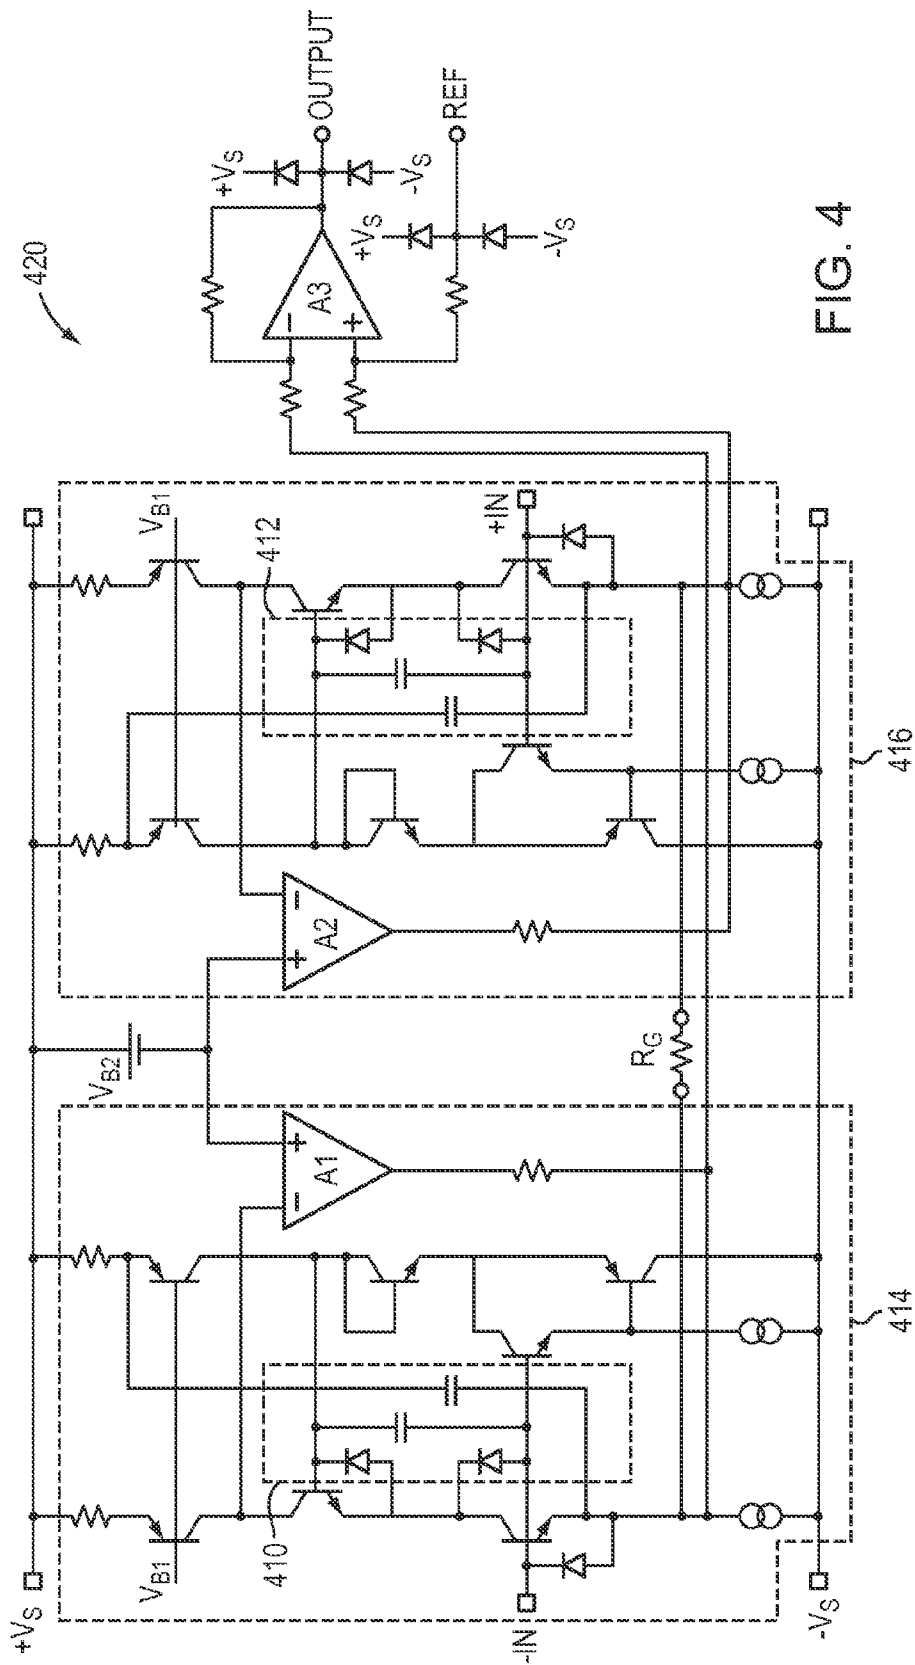 420
+VS
OUTPUT
-VS
+VS
REF
-VS
A3
-
+
FIG. 4
VB1
412
+IN
416
-
A2
+
VB2
RG
+
A1
-
414
VB1
410
+VS
-IN
-VS